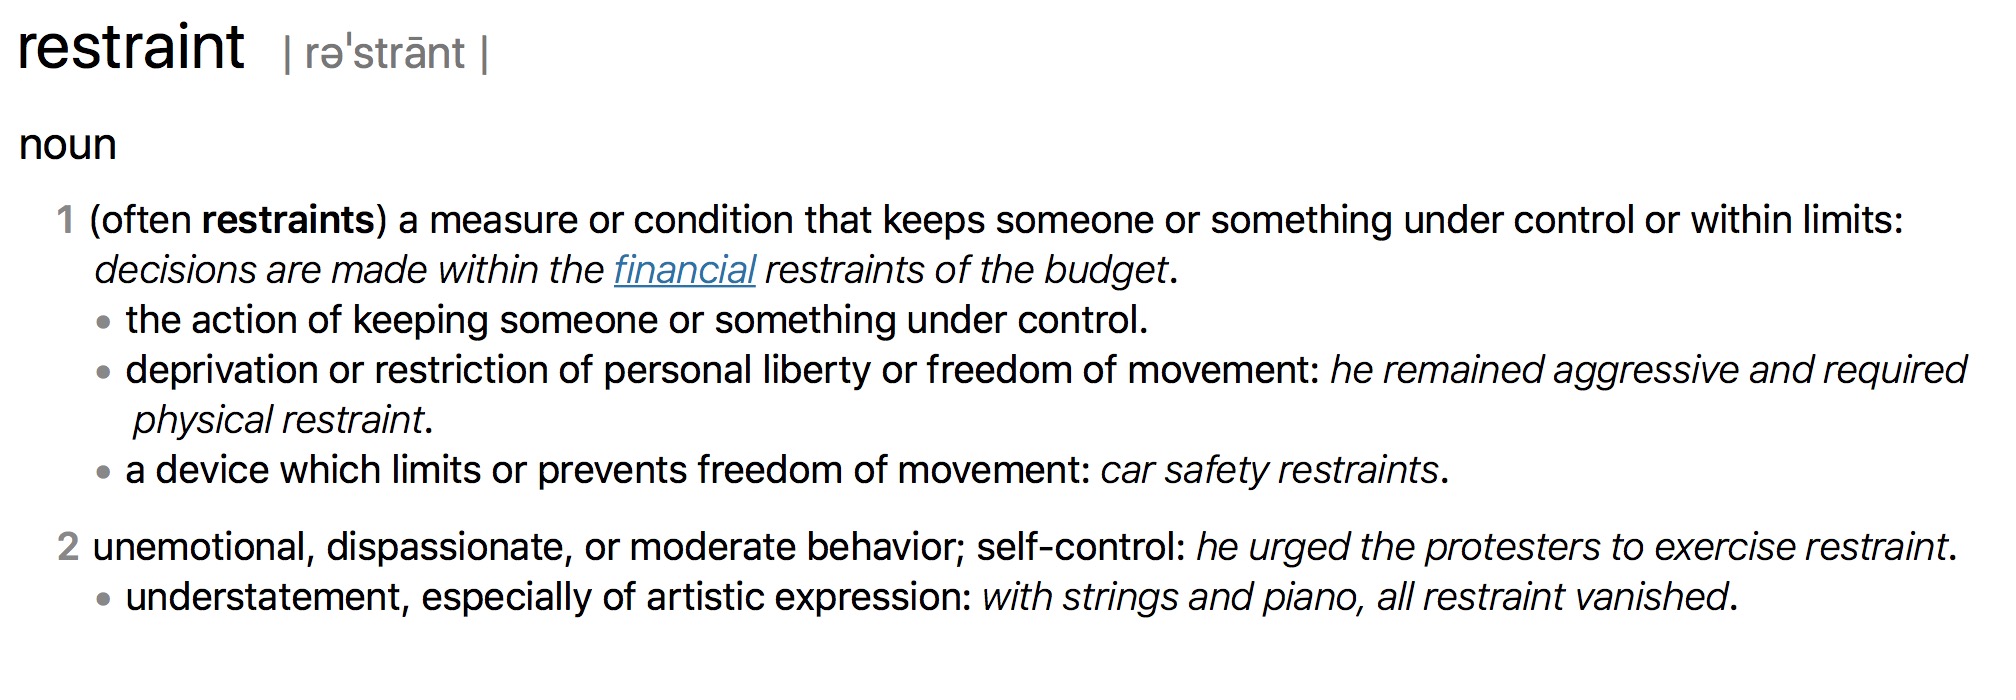 restraint | rəˈstrānt |
noun
1 (often restraints) a measure or condition that keeps someone or something under control or within limits:
decisions are made within the financial restraints of the budget.
• the action of keeping someone or something under control.
• deprivation or restriction of personal liberty or freedom of movement: he remained aggressive and required
physical restraint.
• a device which limits or prevents freedom of movement: car safety restraints.
2 unemotional, dispassionate, or moderate behavior; self-control: he urged the protesters to exercise restraint.
• understatement, especially of artistic expression: with strings and piano, all restraint vanished.